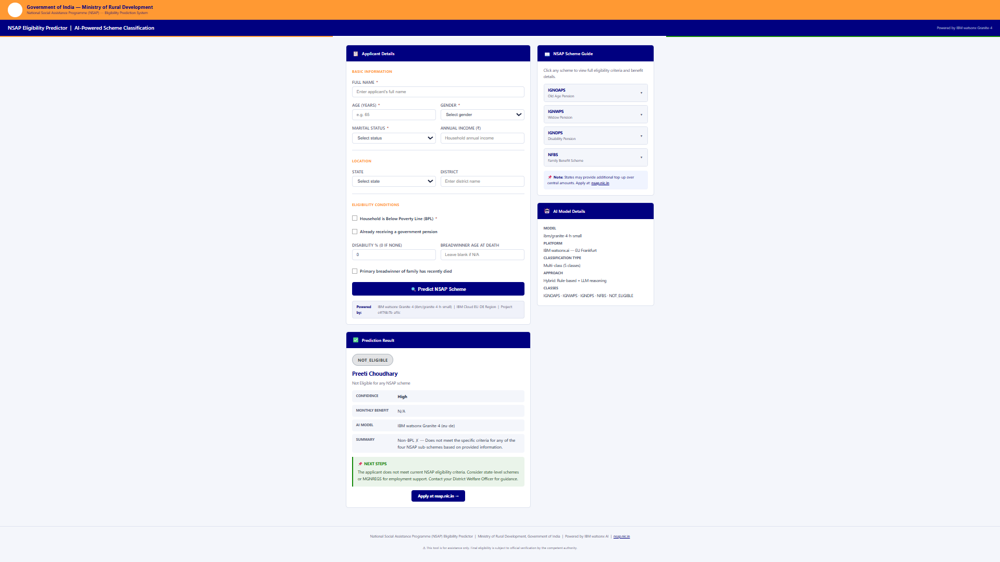 Government of India — Ministry of Rural Development
National Social Assistance Programme (NSAP) — Eligibility Prediction System
NSAP Eligibility Predictor | AI-Powered Scheme Classification
Powered by IBM watsonx Granite-4
Applicant Details
BASIC INFORMATION
FULL NAME *
Enter applicant's full name
AGE (YEARS) *
GENDER *
e.g. 65
Select gender
MARITAL STATUS *
ANNUAL INCOME (₹)
Select status
Household annual income
LOCATION
STATE
DISTRICT
Select state
Enter district name
ELIGIBILITY CONDITIONS
Household is Below Poverty Line (BPL) *
Already receiving a government pension
DISABILITY % (0 IF NONE)
BREADWINNER AGE AT DEATH
0
Leave blank if N/A
Primary breadwinner of family has recently died
Predict NSAP Scheme
Powered by:
IBM watsonx Granite-4 (ibm/granite-4-h-small) | IBM Cloud EU-DE Region | Project:
c4f76b7b-af3c
Prediction Result
NOT_ELIGIBLE
Preeti Choudhary
Not Eligible for any NSAP scheme
CONFIDENCE
High
MONTHLY BENEFIT
N/A
AI MODEL
IBM watsonx Granite-4 (eu-de)
SUMMARY
Non-BPL ✗ — Does not meet the specific criteria for any of the
four NSAP sub-schemes based on provided information.
NEXT STEPS
The applicant does not meet current NSAP eligibility criteria. Consider state-level schemes
or MGNREGS for employment support. Contact your District Welfare Officer for guidance.
Apply at nsap.nic.in →
NSAP Scheme Guide
Click any scheme to view full eligibility criteria and benefit
details.
IGNOAPS
Old Age Pension
IGNWPS
Widow Pension
IGNDPS
Disability Pension
NFBS
Family Benefit Scheme
Note: States may provide additional top-up over
central amounts. Apply at: nsap.nic.in
AI Model Details
MODEL
ibm/granite-4-h-small
PLATFORM
IBM watsonx.ai — EU Frankfurt
CLASSIFICATION TYPE
Multi-class (5 classes)
APPROACH
Hybrid: Rule-based + LLM reasoning
CLASSES
IGNOAPS · IGNWPS · IGNDPS · NFBS · NOT_ELIGIBLE
National Social Assistance Programme (NSAP) Eligibility Predictor | Ministry of Rural Development, Government of India | Powered by IBM watsonx AI | nsap.nic.in
⚠ This tool is for assistance only. Final eligibility is subject to official verification by the competent authority.